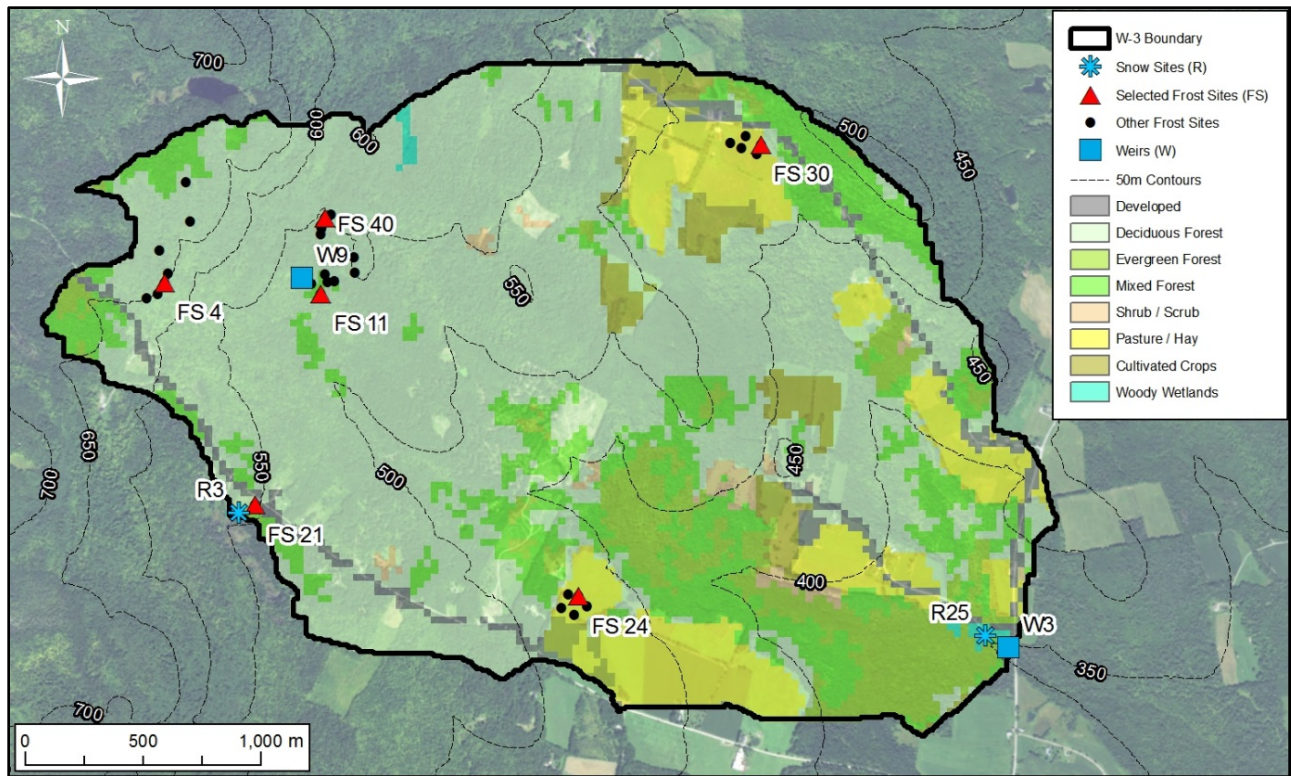 N
700
600
600
500
450
FS 30
FS 40
W9
550
FS 4
FS 11
450
650
700
550
500
450
R3
FS 21
400
FS 24
R25
W3
350
700
0 500 1,000 m
W-3 Boundary
Snow Sites (R)
Selected Frost Sites (FS)
Other Frost Sites
Weirs (W)
50m Contours
Developed
Deciduous Forest
Evergreen Forest
Mixed Forest
Shrub / Scrub
Pasture / Hay
Cultivated Crops
Woody Wetlands